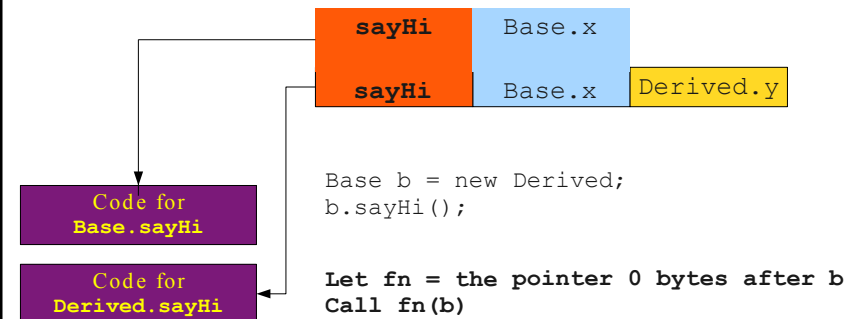 sayHi Base.x
sayHi Base.x Derived.y
Base b = new Derived;
b.sayHi();
Code for
Base.sayHi
Let fn = the pointer 0 bytes after b
Call fn(b)
Code for
Derived.sayHi